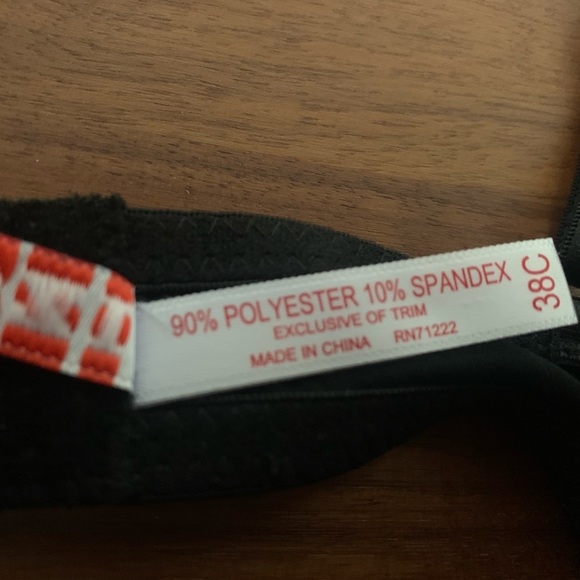 90% POLYESTER 10% SPANDEX
EXCLUSIVE OF TRIM
MADE IN CHINA RN71222
38C